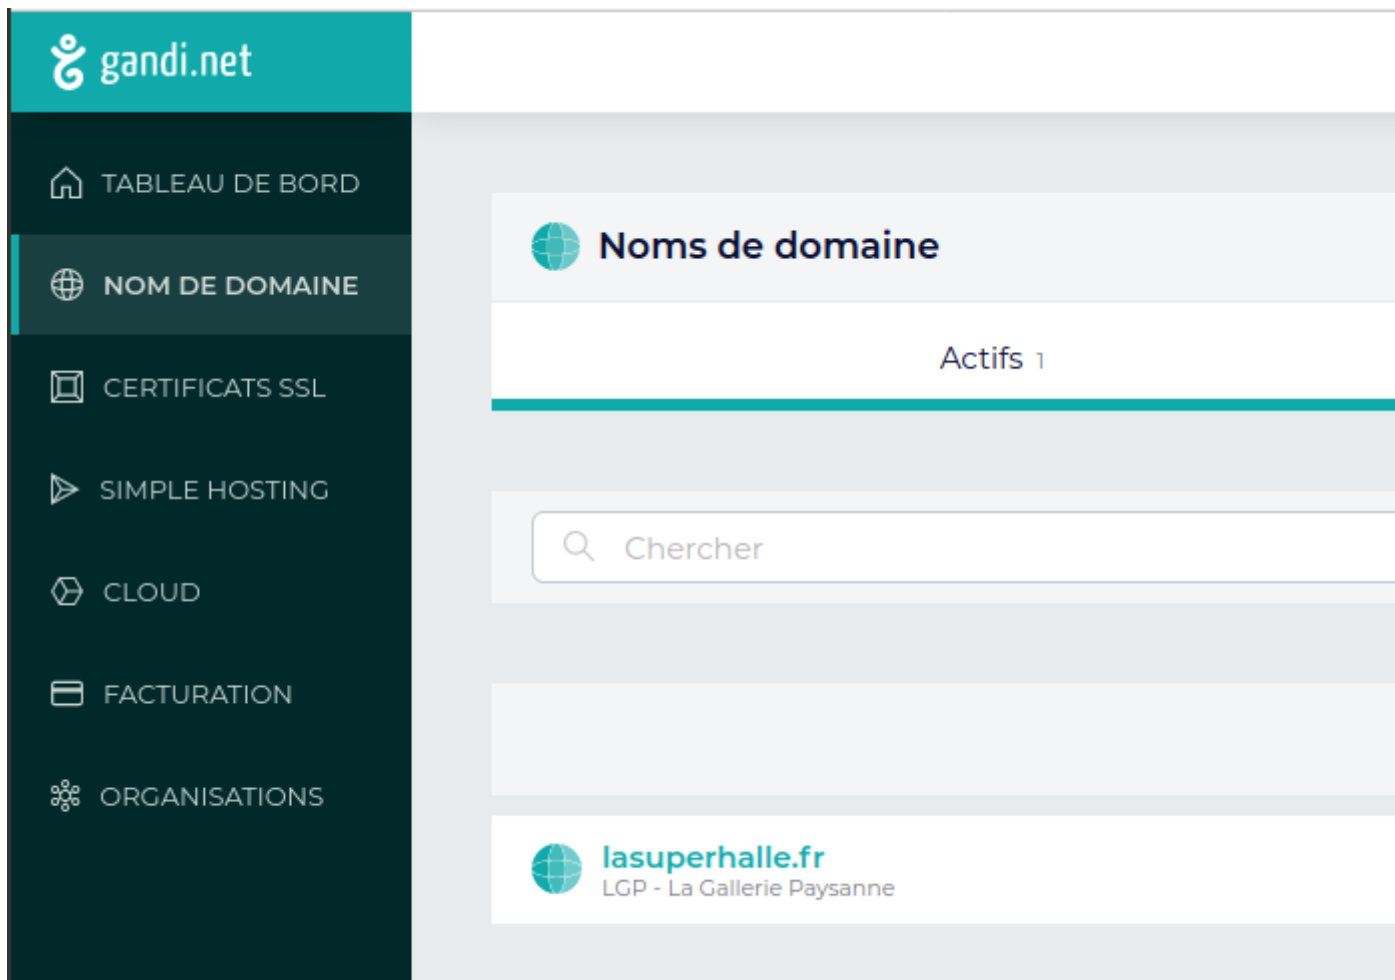 gandi.net
TABLEAU DE BORD
NOM DE DOMAINE
CERTIFICATS SSL
SIMPLE HOSTING
CLOUD
FACTURATION
ORGANISATIONS
Noms de domaine
Actifs 1
Chercher
lasuperhalle.fr
LGP - La Gallerie Paysanne